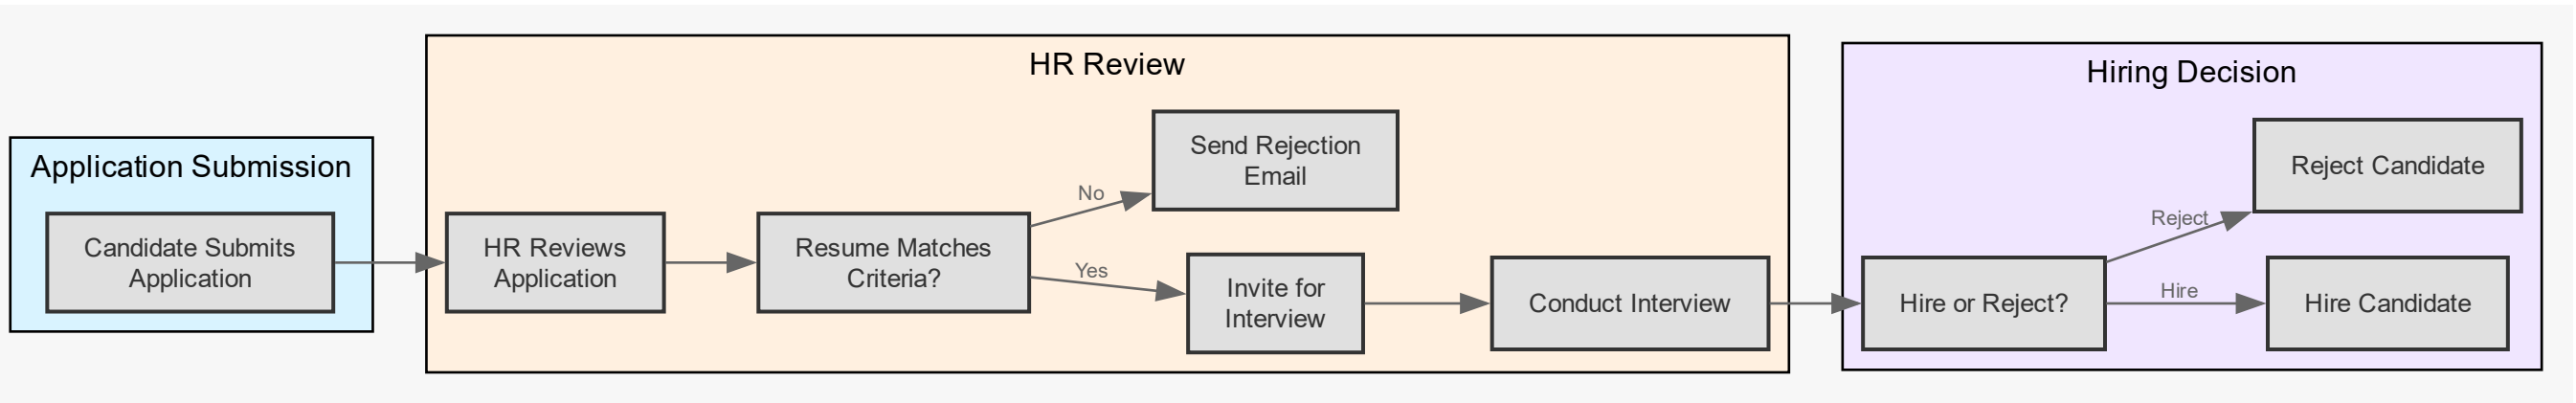 Application Submission
Candidate Submits
Application
HR Review
HR Reviews
Application
Resume Matches
Criteria?
No
Send Rejection
Email
Yes
Invite for
Interview
Conduct Interview
Hiring Decision
Hire or Reject?
Reject
Reject Candidate
Hire
Hire Candidate